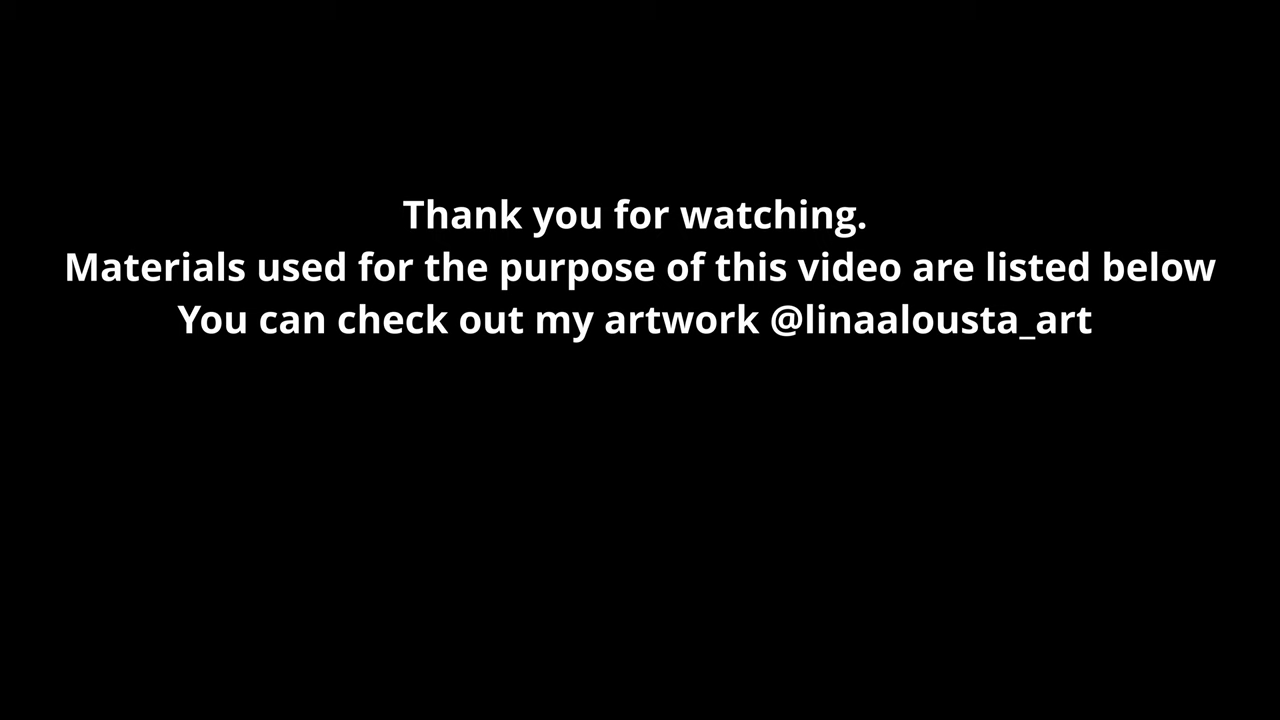 Thank you for watching.
Materials used for the purpose of this video are listed below
You can check out my artwork @linaalousta_art